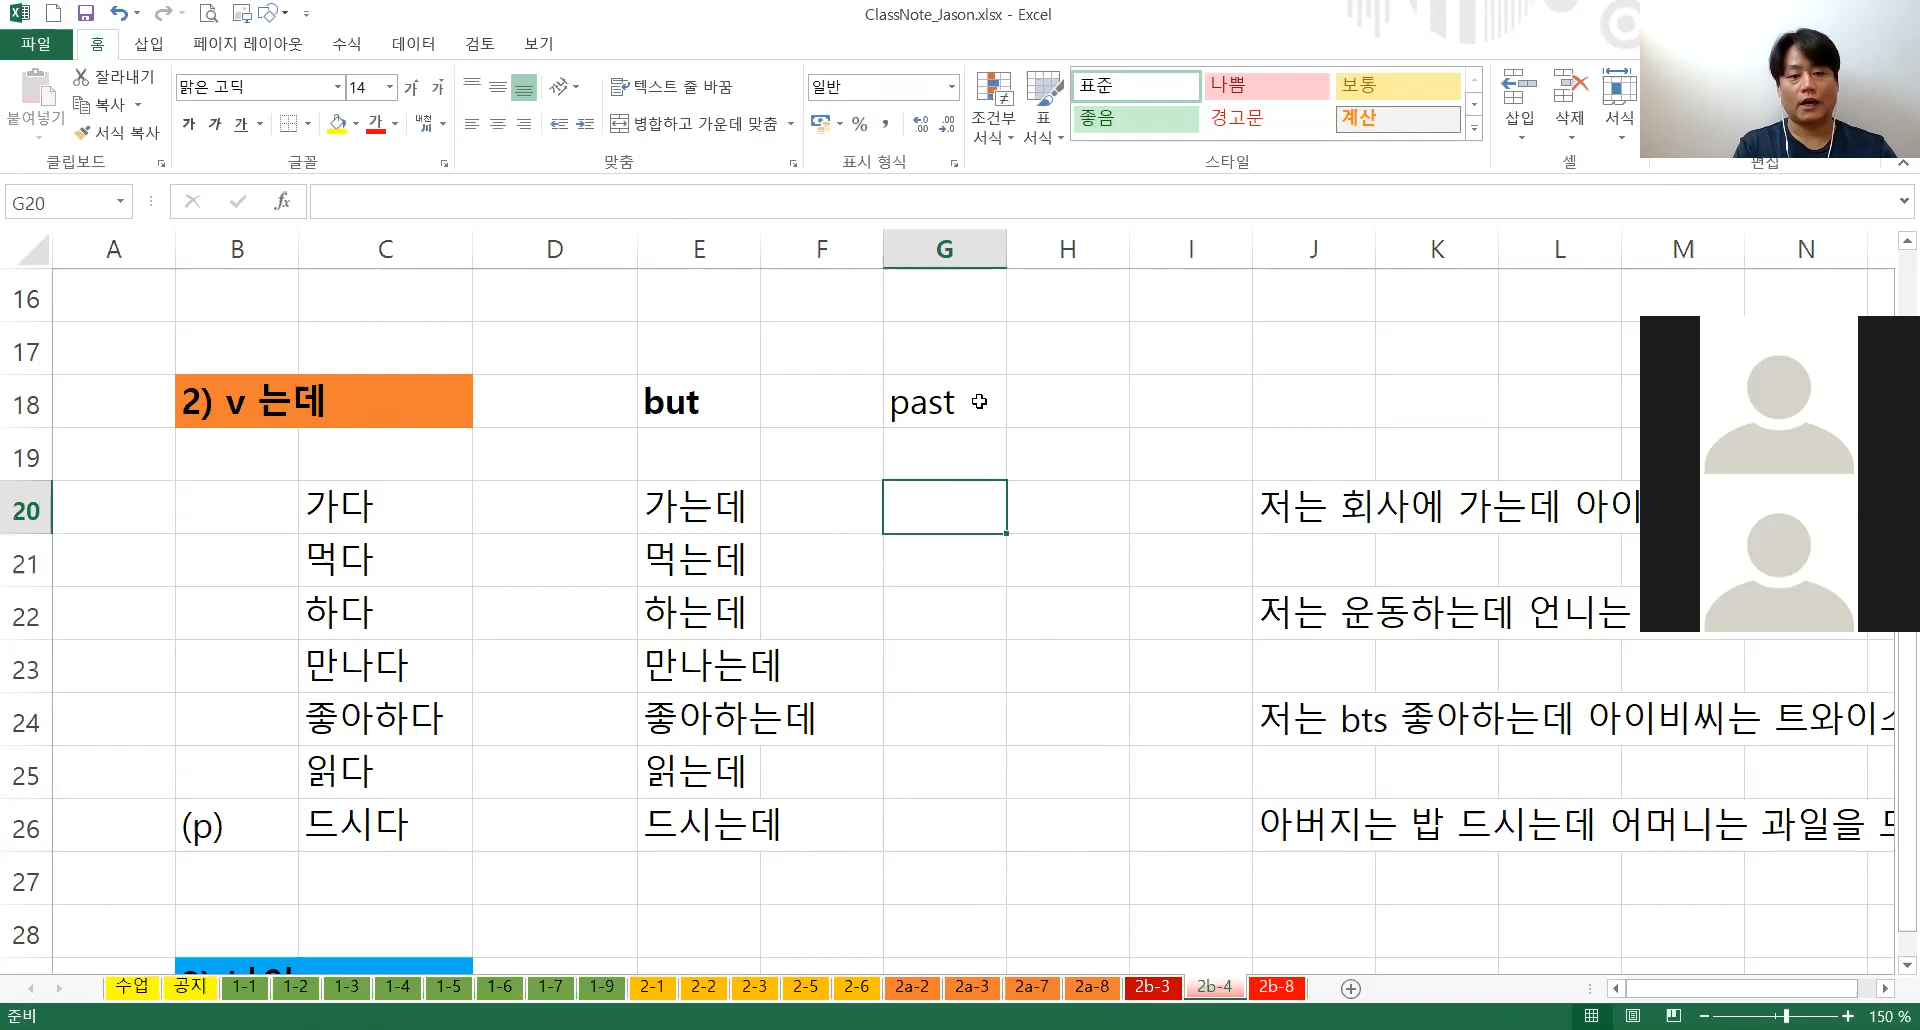 ClassNote_Jason.xlsx - Excel
파일 홈 삽입 페이지 레이아웃 수식 데이터 검토 보기
붙여넣기
잘라내기
복사
서식 복사
클립보드
맑은 고딕 14 가 가
가 가 가 가 내천
글꼴
텍스트 줄 바꿈
병합하고 가운데 맞춤
맞춤
일반
% ,
표시 형식
조건부 서식
표 서식
표준 나쁨 보통
좋음 경고문 계산
스타일
삽입 삭제 서식
셀
편집
G20 fx
A B C D E F G H I J K L M N
16
17
18 2) v 는데 but past
19
20 가다 가는데 저는 회사에 가는데
21 먹다 먹는데
22 하다 하는데 저는 운동하는데 언니는
23 만나다 만나는데
24 좋아하다 좋아하는데 저는 bts 좋아하는데 아이비씨는
25 읽다 읽는데
26 (p) 드시다 드시는데 아버지는 밥 드시는데 어머니는 과일을
27
28
수업 공지 1-1 1-2 1-3 1-4 1-5 1-6 1-7 1-9 2-1 2-2 2-3 2-5 2-6 2a-2 2a-3 2a-7 2a-8 2b-3 2b-4 2b-8
준비 150 %